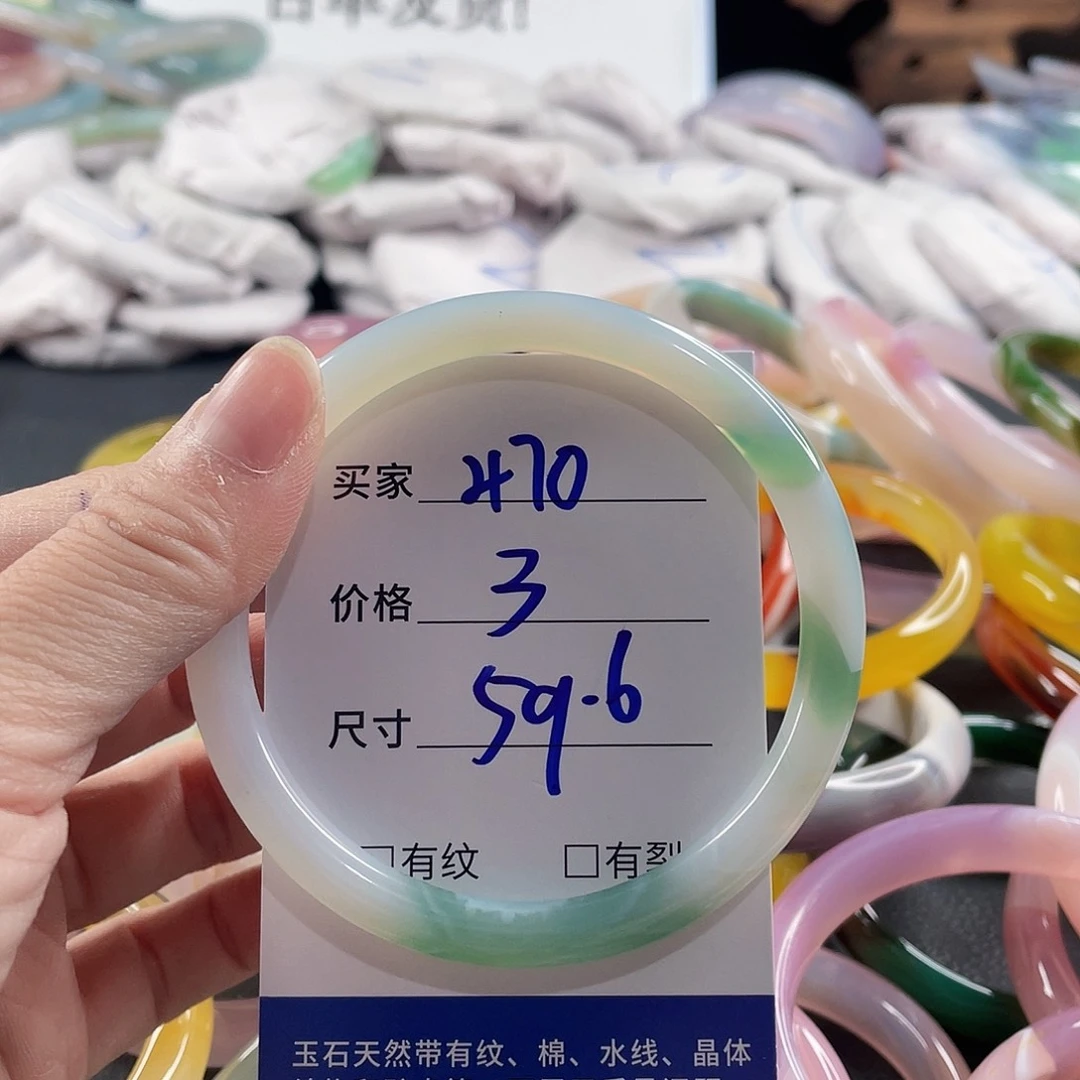 买家 470
价格 3
尺寸 59.6
□有纹 □有裂
玉石天然带有纹、棉、水线、晶体